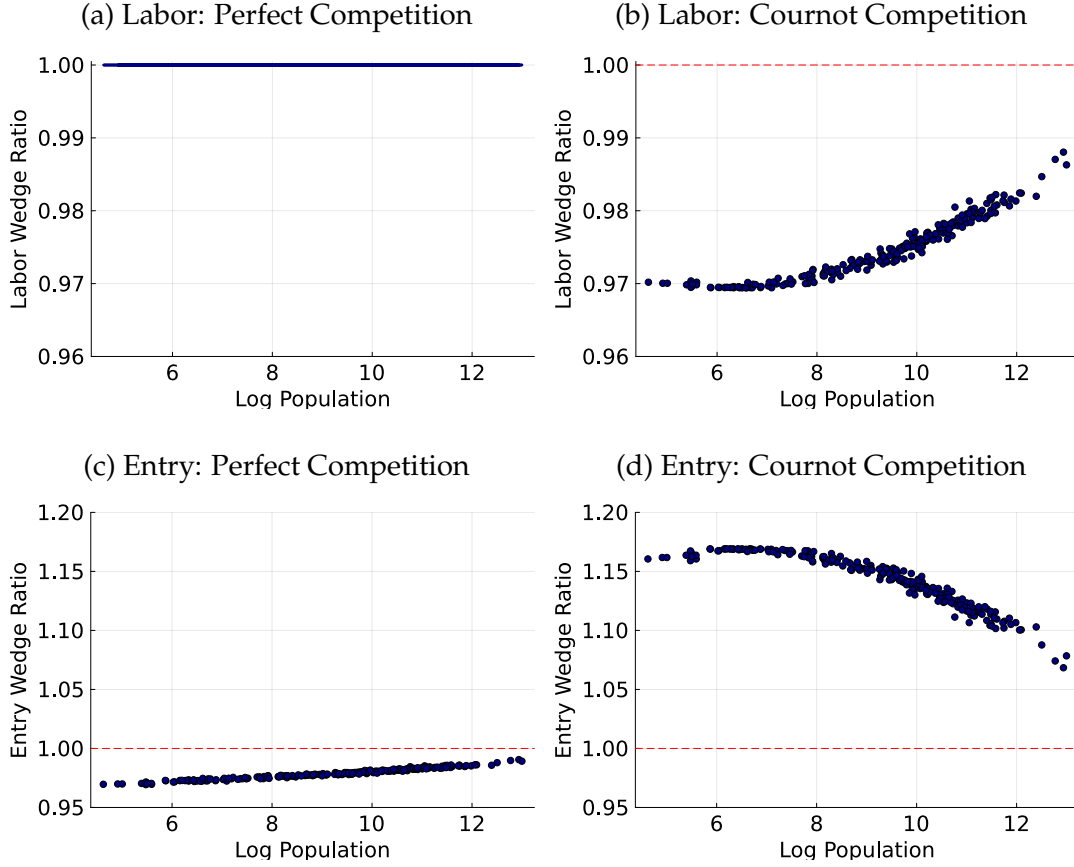 (a) Labor: Perfect Competition
1.00
0.99
0.98
0.97
0.96
Labor Wedge Ratio
6 8 10 12
Log Population
(b) Labor: Cournot Competition
1.00
0.99
0.98
0.97
0.96
Labor Wedge Ratio
6 8 10 12
Log Population
(c) Entry: Perfect Competition
1.20
1.15
1.10
1.05
1.00
0.95
Entry Wedge Ratio
6 8 10 12
Log Population
(d) Entry: Cournot Competition
1.20
1.15
1.10
1.05
1.00
0.95
Entry Wedge Ratio
6 8 10 12
Log Population